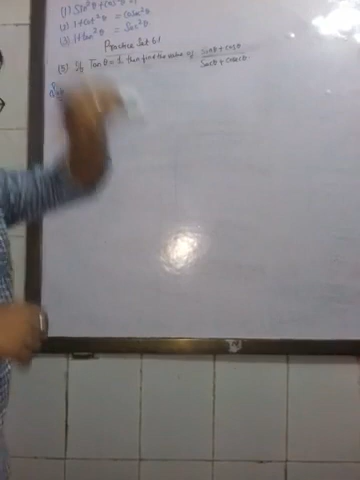 (1) Sin²θ + cos²θ = 1
(2) 1 + cot²θ = cosec²θ
(3) 1 + tan²θ = Sec²θ
Practice Set 6.1
(5) If Tanθ = 1. then find the value of (Sinθ + cosθ)/(Secθ + cosecθ)